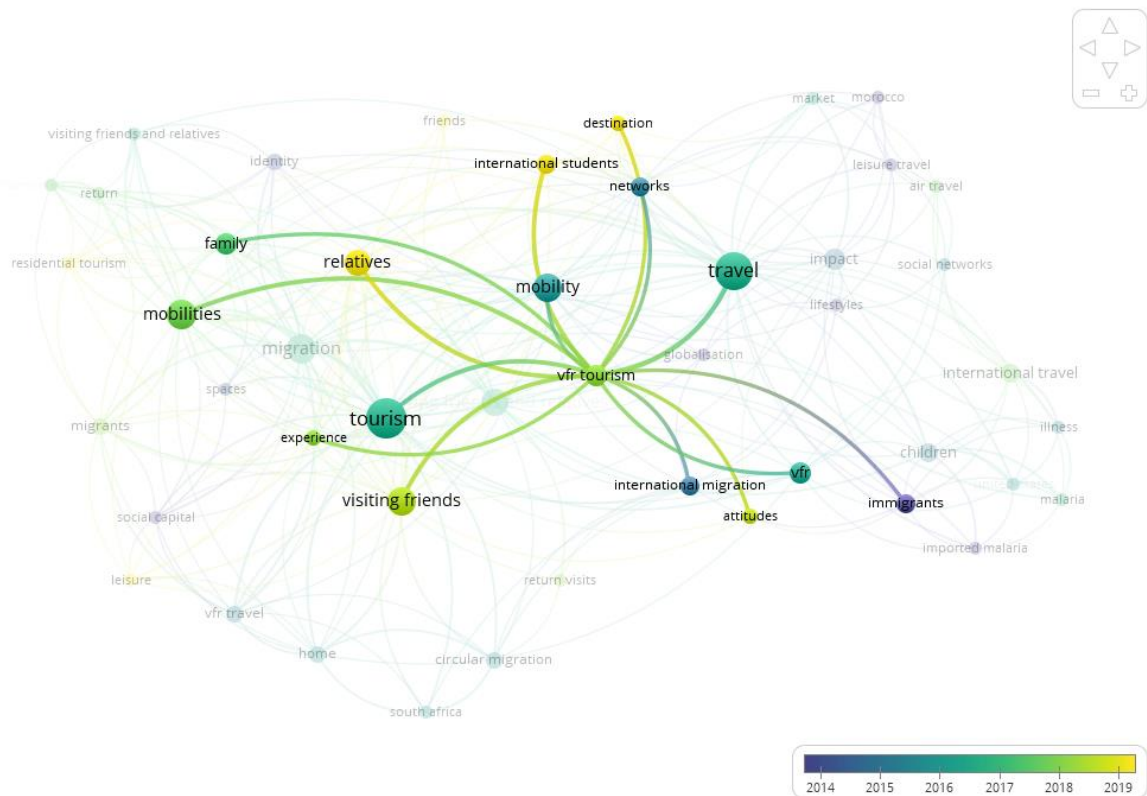 market
morocco
friends
destination
visiting friends and relatives
identity
international students
leisure travel
networks
air travel
return
family
residential tourism
relatives
travel
impact
social networks
mobility
lifestyles
mobilities
migration
globalisation
vfr tourism
international travel
spaces
tourism
migrants
experience
illness
children
vfr
international migration
visiting friends
immigrants
malaria
social capital
attitudes
imported malaria
leisure
return visits
vfr travel
home
circular migration
south africa
2014 2015 2016 2017 2018 2019